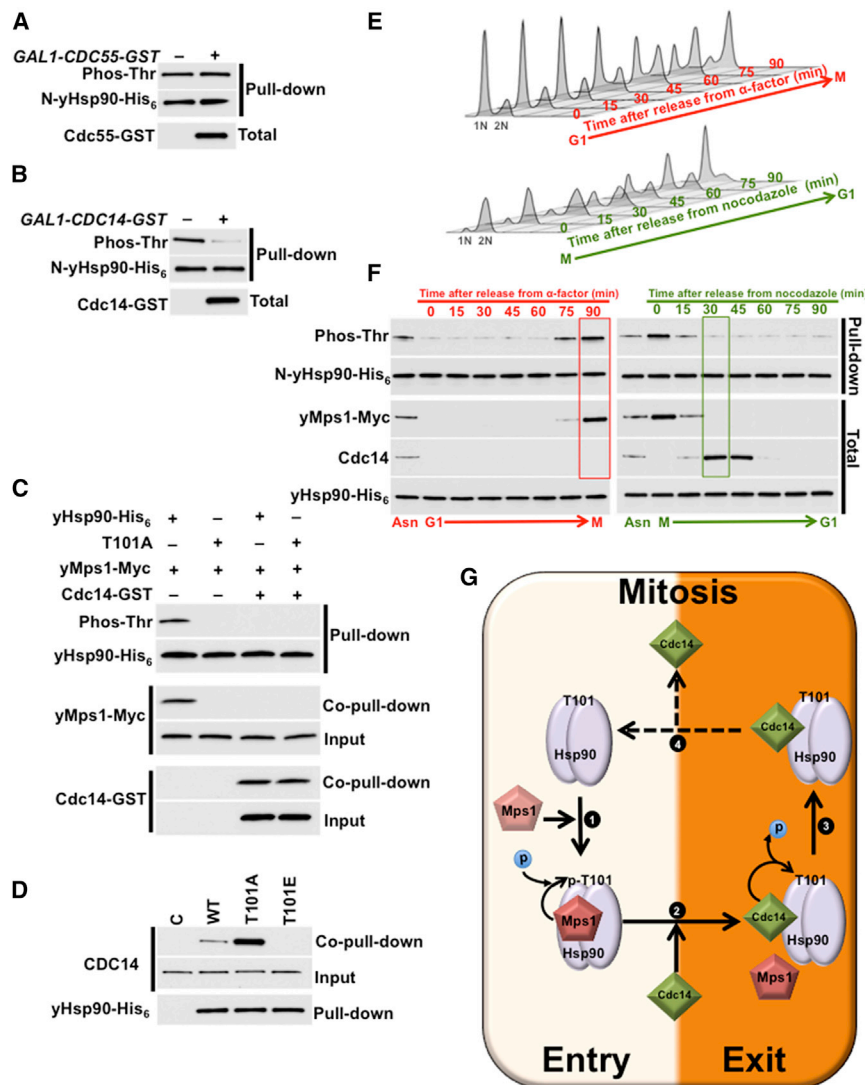 A
GAL1-CDC55-GST – +
Phos-Thr
N-yHsp90-His6
Pull-down
Cdc55-GST
Total
B
GAL1-CDC14-GST – +
Phos-Thr
N-yHsp90-His6
Pull-down
Cdc14-GST
Total
C
yHsp90-His6 + – + –
T101A – + – +
yMps1-Myc + + + +
Cdc14-GST – – + +
Phos-Thr
yHsp90-His6
Pull-down
yMps1-Myc
Co-pull-down
Input
Cdc14-GST
Co-pull-down
Input
D
C WT T101A T101E
CDC14
Co-pull-down
Input
yHsp90-His6
Pull-down
E
1N 2N
0 15 30 45 60 75 90
Time after release from α-factor (min)
G1 M
1N 2N
0 15 30 45 60 75 90
Time after release from nocodazole (min)
M G1
F
Time after release from α-factor (min)
0 15 30 45 60 75 90
Time after release from nocodazole (min)
0 15 30 45 60 75 90
Phos-Thr
N-yHsp90-His6
Pull-down
yMps1-Myc
Cdc14
yHsp90-His6
Total
Asn G1 M
Asn M G1
G
Mitosis
Cdc14
T101
Hsp90
4
T101
Cdc14
Hsp90
Mps1
1
P
p-T101
Mps1
Hsp90
2
Cdc14
3
P
T101
Cdc14
Hsp90
Mps1
Entry
Exit